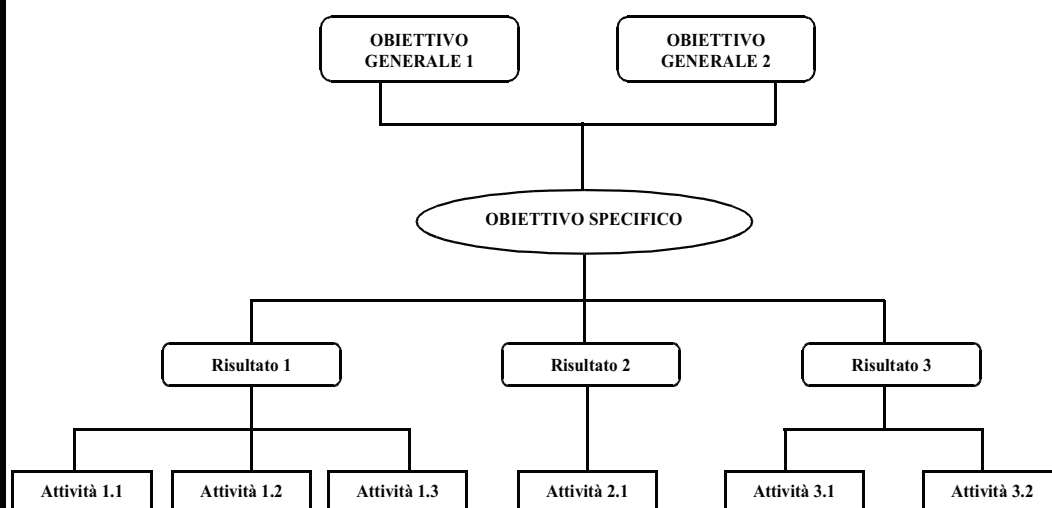 OBIETTIVO
GENERALE 1
OBIETTIVO
GENERALE 2
OBIETTIVO SPECIFICO
Risultato 1
Risultato 2
Risultato 3
Attività 1.1
Attività 1.2
Attività 1.3
Attività 2.1
Attività 3.1
Attività 3.2